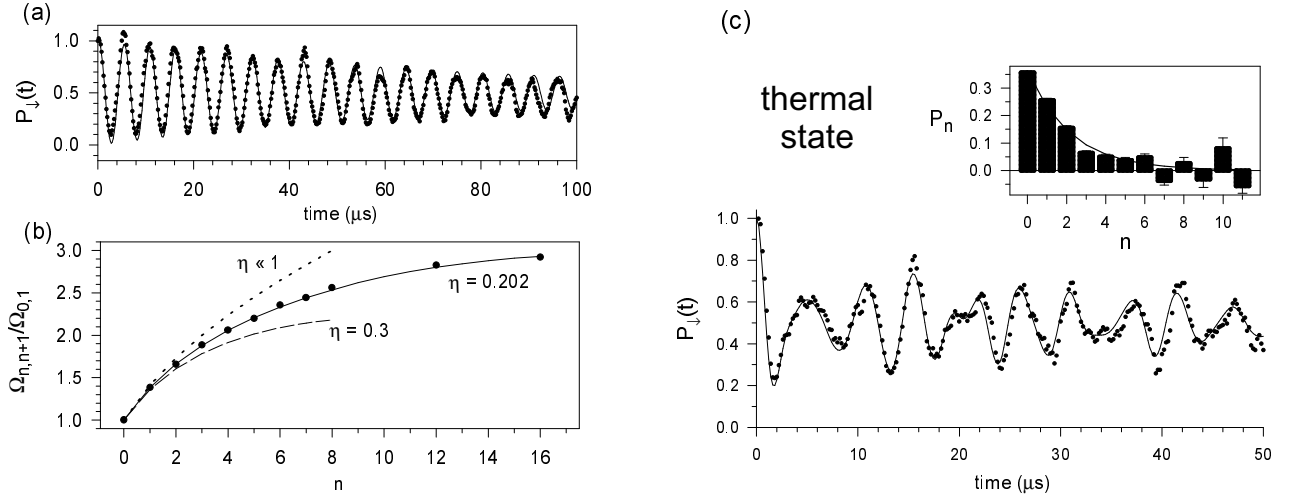 (a)
P↓(t)
1.0
0.5
0.0
0 20 40 60 80 100
time (μs)
(b)
Ω_{n,n+1}/Ω_{0,1}
3.0
2.5
2.0
1.5
1.0
η « 1
η = 0.202
η = 0.3
0 2 4 6 8 10 12 14 16
n
(c)
thermal
state
P_n
0.3
0.2
0.1
0.0
0 2 4 6 8 10
n
P↓(t)
1.0
0.8
0.6
0.4
0.2
0.0
0 10 20 30 40 50
time (μs)